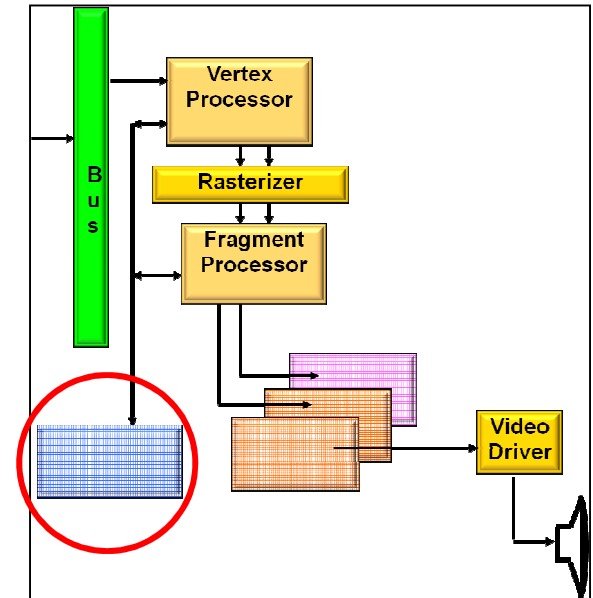 Vertex
Processor
B
u
s
Rasterizer
Fragment
Processor
Video
Driver